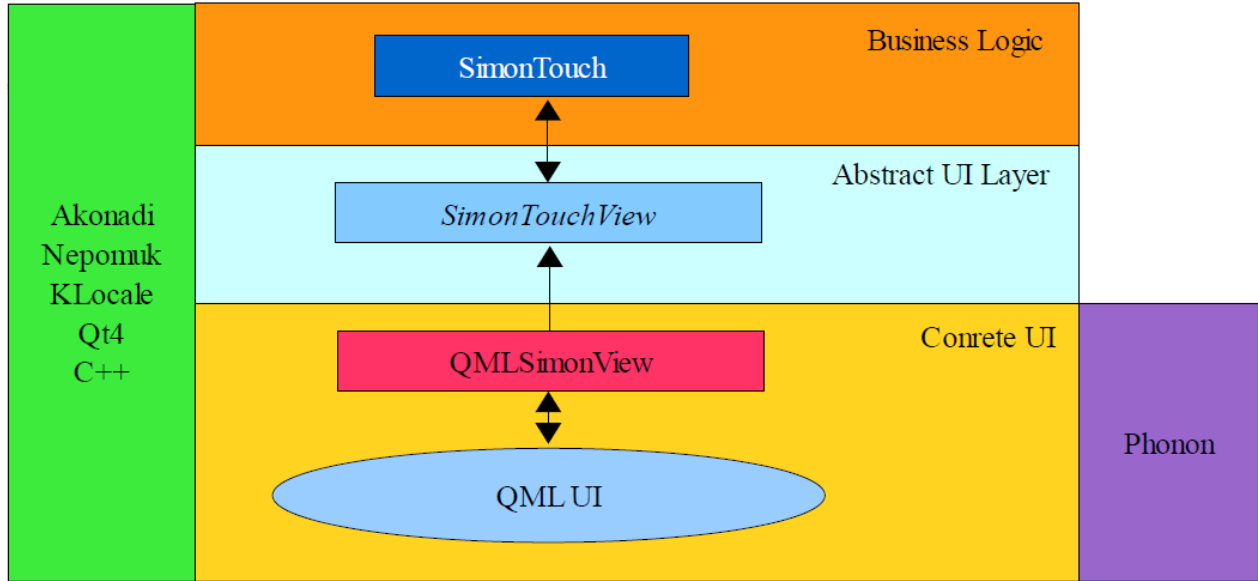 Business Logic
SimonTouch
Abstract UI Layer
SimonTouchView
Akonadi
Nepomuk
KLocale
Qt4
C++
Conrete UI
QMLSimonView
Phonon
QML UI